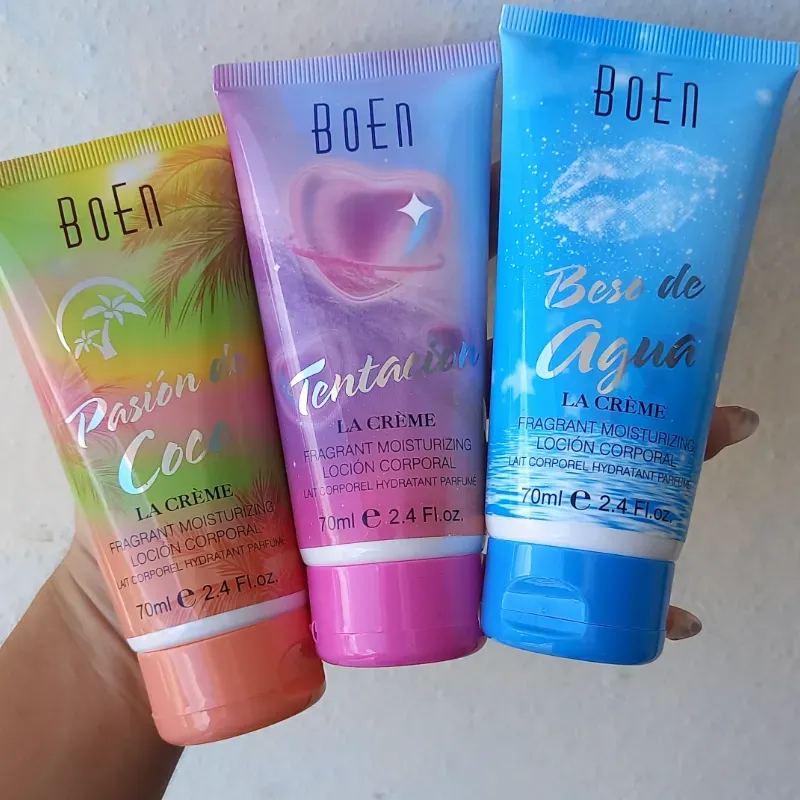 BOEN
Pasión de
Coco
LA CRÈME
FRAGRANT MOISTURIZING
LOCIÓN CORPORAL
LAIT CORPOREL HYDRATANT PARFUMÉ
70ml e 2.4 Fl.oz.
BOEN
Tentación
LA CRÈME
FRAGRANT MOISTURIZING
LOCIÓN CORPORAL
LAIT CORPOREL HYDRATANT PARFUMÉ
70ml e 2.4 Fl.oz.
BOEN
Beso de
Agua
LA CRÈME
FRAGRANT MOISTURIZING
LOCIÓN CORPORAL
LAIT CORPOREL HYDRATANT PARFUMÉ
70ml e 2.4 Fl.oz.